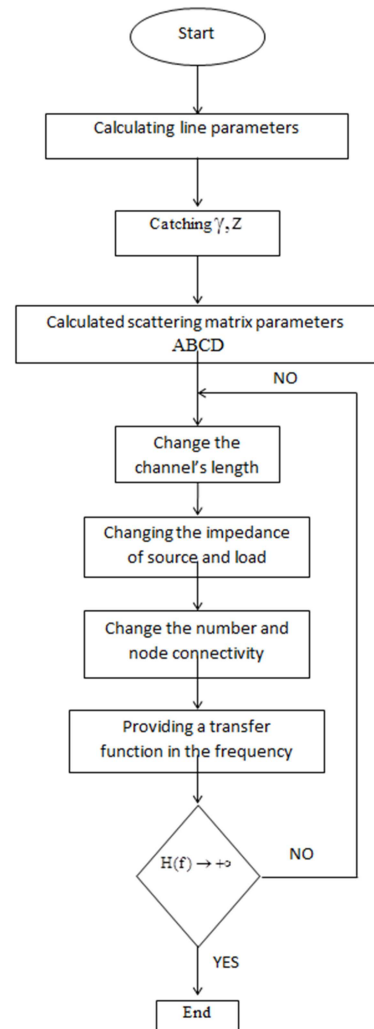 Start
Calculating line parameters
Catching γ, Z
Calculated scattering matrix parameters
ABCD
NO
Change the
channel's length
Changing the impedance
of source and load
Change the number and
node connectivity
Providing a transfer
function in the frequency
H(f) →
NO
YES
End